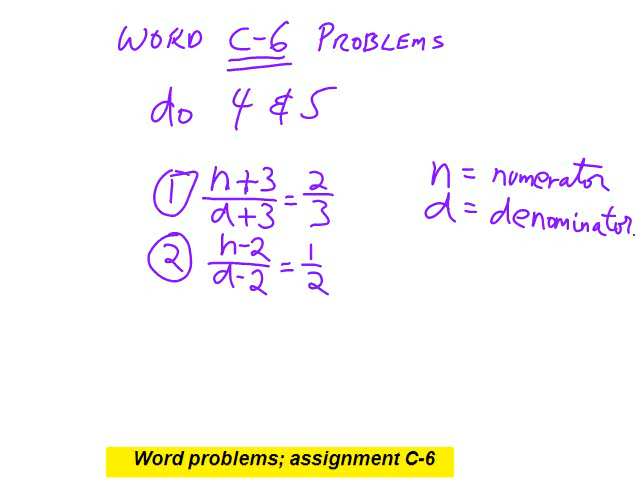 WORD C-6 PROBLEMS
do 4 & 5
① n+3/d+3 = 2/3
n = numerator
d = denominator
② n-2/d-2 = 1/2
Word problems; assignment C-6